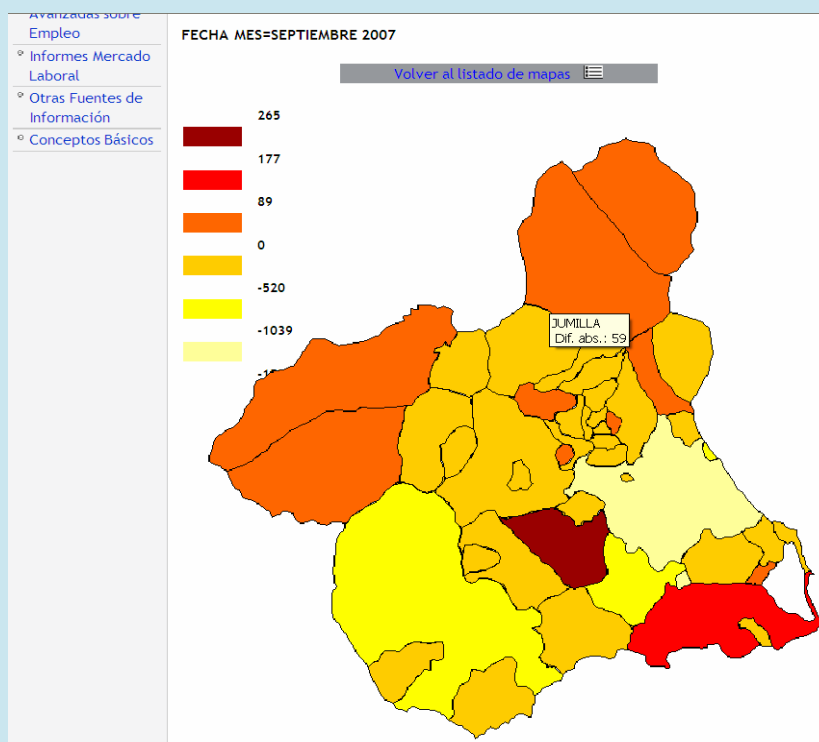 Avanzadas sobre
Empleo
Informes Mercado
Laboral
Otras Fuentes de
Información
Conceptos Básicos
FECHA MES=SEPTIEMBRE 2007
Volver al listado de mapas
265
177
89
0
-520
-1039
JUMILLA
Dif. abs.: 59